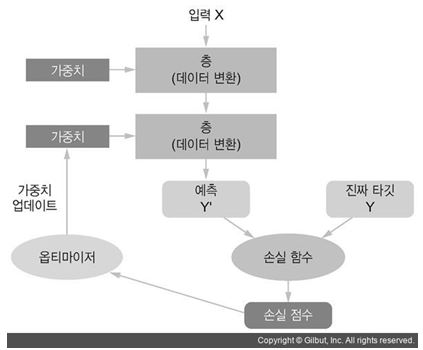 입력 X
가중치
층
(데이터 변환)
가중치
층
(데이터 변환)
가중치
업데이트
예측
Y'
진짜 타깃
Y
옵티마이저
손실 함수
손실 점수
Copyright © Gilbut, Inc. All rights reserved.